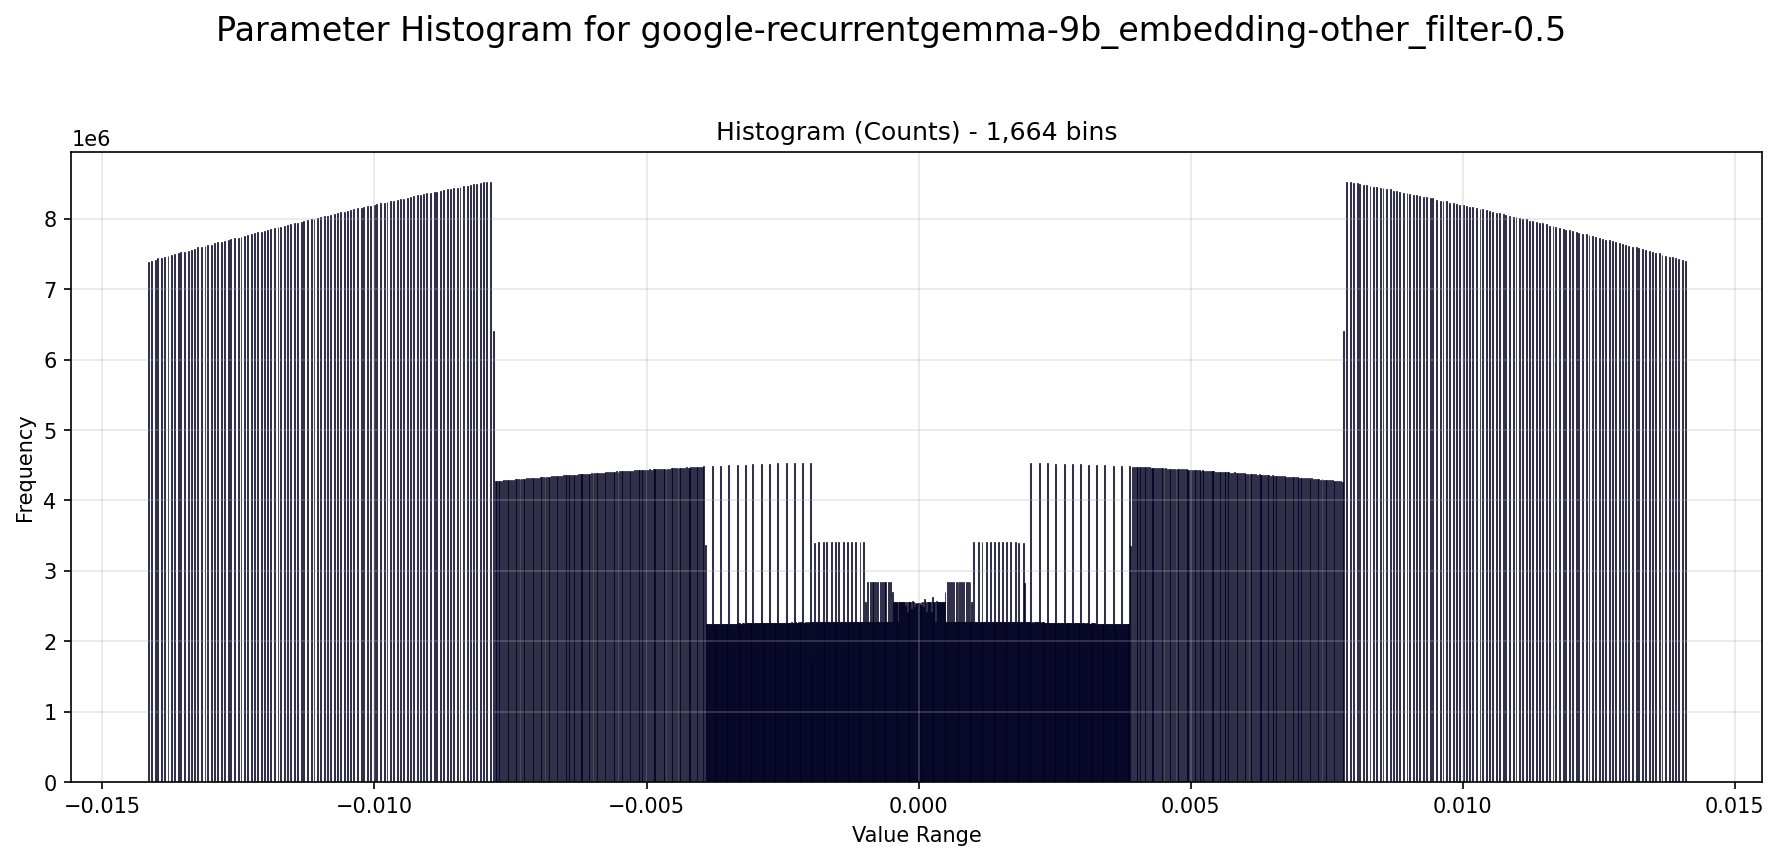 Parameter Histogram for google-recurrentgemma-9b_embedding-other_filter-0.5
Histogram (Counts) - 1,664 bins
1e6
8
7
6
5
4
3
2
1
0
Frequency
−0.015 −0.010 −0.005 0.000 0.005 0.010 0.015
Value Range